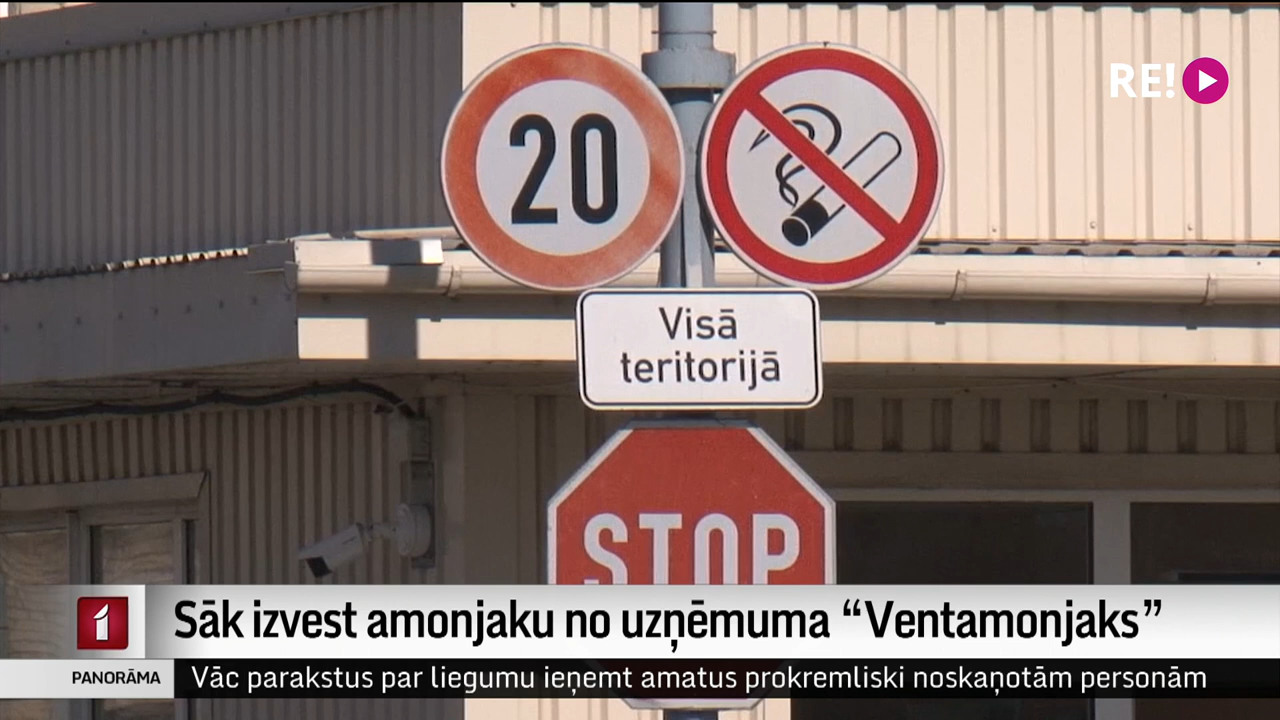 RE!
20
Visā
teritorijā
STOP
1
Sāk izvest amonjaku no uzņēmuma “Ventamonjaks”
PANORĀMA
Vāc parakstus par liegumu ieņemt amatus prokremliski noskaņotām personām